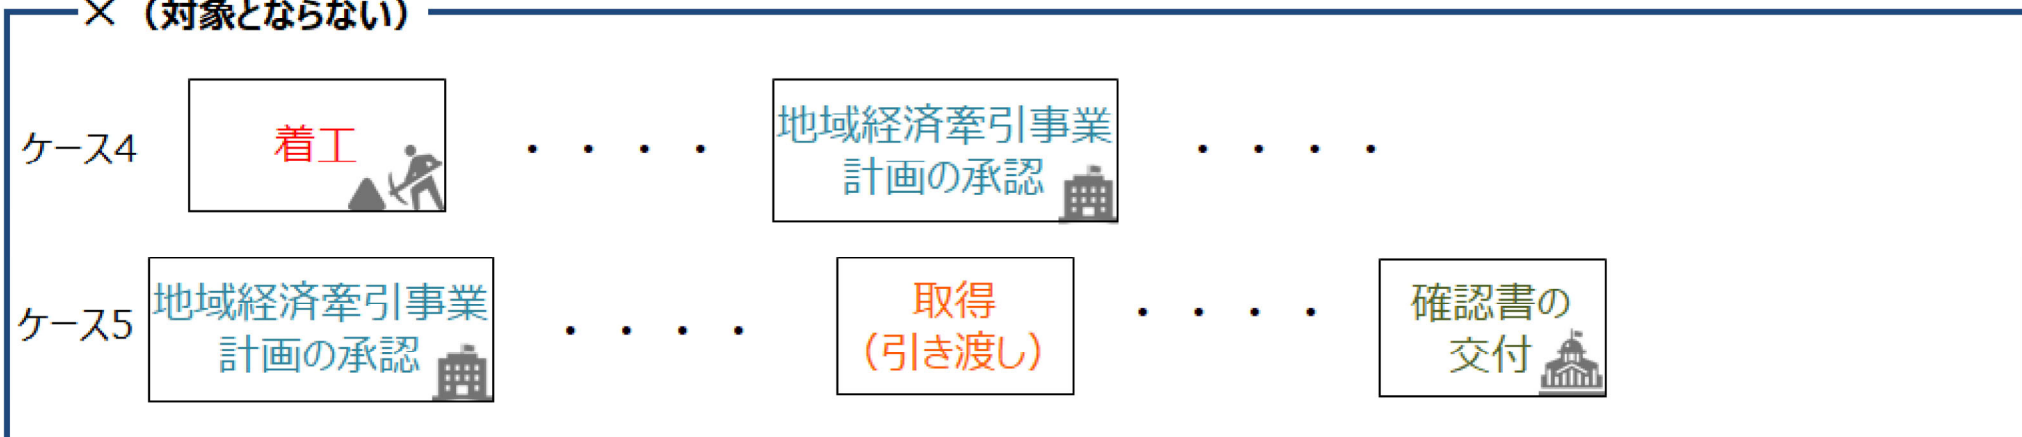 × （対象とならない）
ケース4
着工
・・・・
地域経済牽引事業
計画の承認
・・・・
ケース5
地域経済牽引事業
計画の承認
・・・・
取得
（引き渡し）
・・・・
確認書の
交付